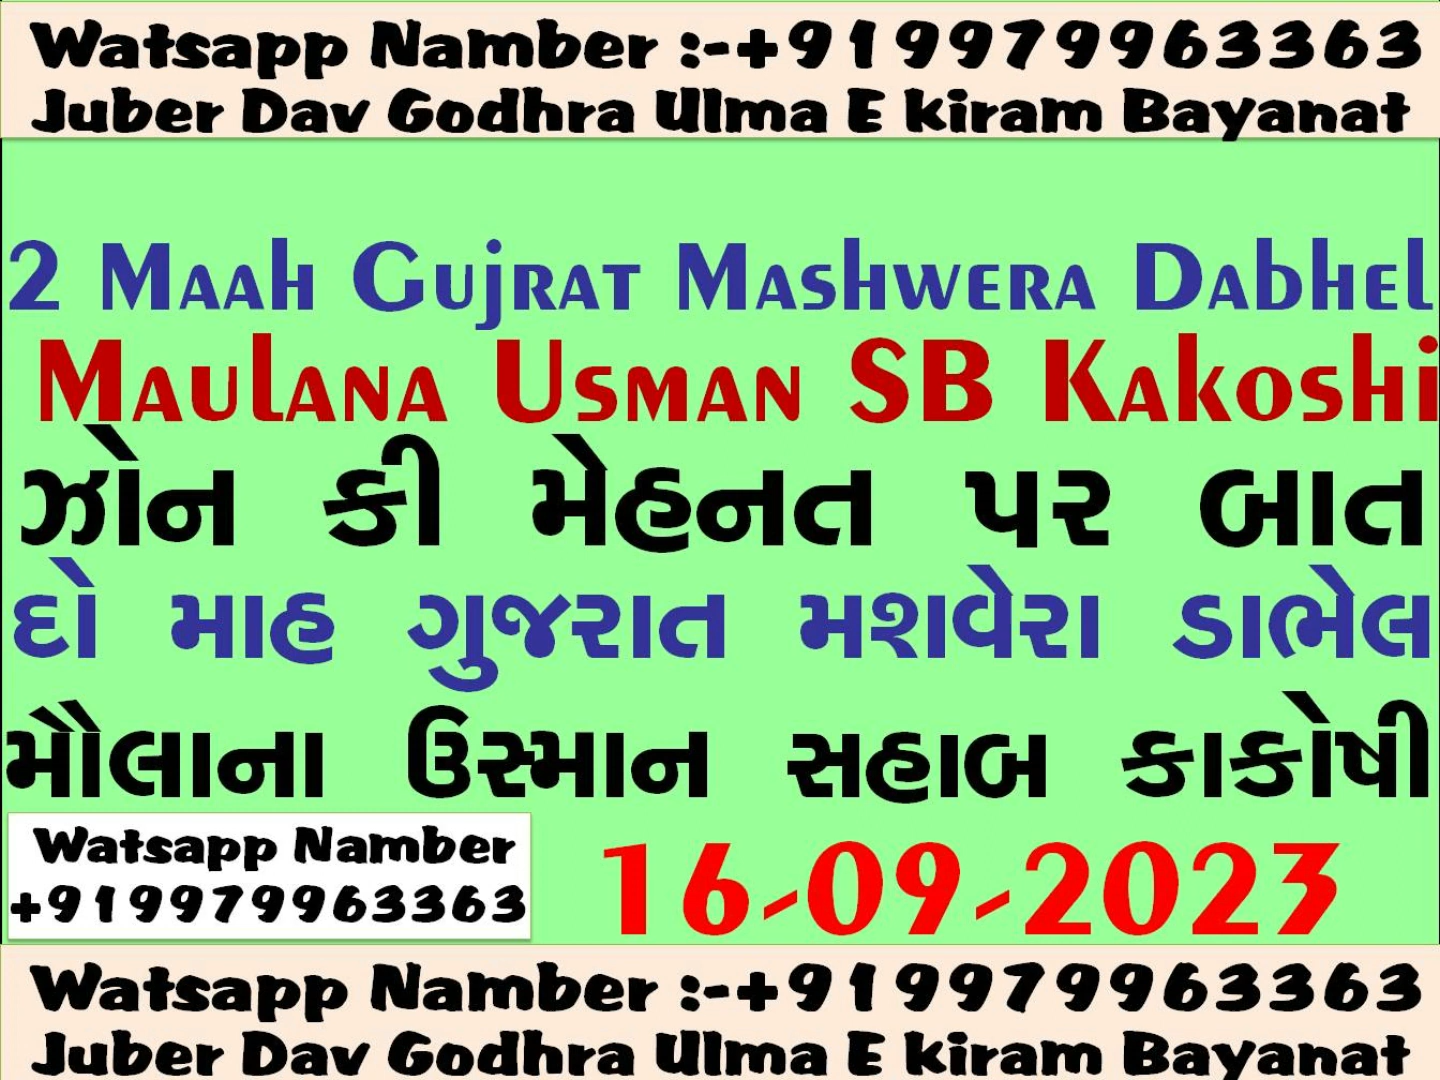 Watsapp Namber :-+919979963363
Juber Dav Godhra Ulma E kiram Bayanat
2 Maah Gujrat Mashwera Dabhel
Maulana Usman SB Kakoshi
ઝોન કી મેહનત પર બાત
દો માહ ગુજરાત મશવેરા ડાભેલ
મૌલાના ઉસ્માન સહાબ કાકોષી
Watsapp Namber
+919979963363
16-09-2023
Watsapp Namber :-+919979963363
Juber Dav Godhra Ulma E kiram Bayanat